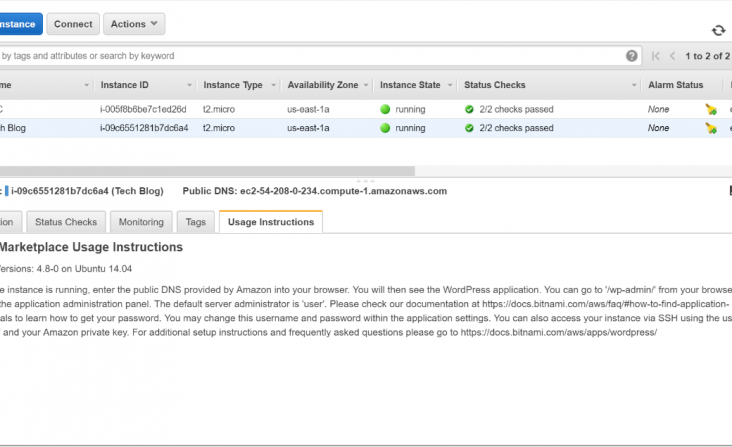 nstance Connect Actions
by tags and attributes or search by keyword 1 to 2 of 2
me Instance ID Instance Type Availability Zone Instance State Status Checks Alarm Status
C i-005f8b6be7c1ed26d t2.micro us-east-1a running 2/2 checks passed None
ch Blog i-09c6551281b7dc6a4 t2.micro us-east-1a running 2/2 checks passed None
: i-09c6551281b7dc6a4 (Tech Blog) Public DNS: ec2-54-208-0-234.compute-1.amazonaws.com
tion Status Checks Monitoring Tags Usage Instructions
Marketplace Usage Instructions
Versions: 4.8-0 on Ubuntu 14.04
e instance is running, enter the public DNS provided by Amazon into your browser. You will then see the WordPress application. You can go to '/wp-admin/' from your browse
the application administration panel. The default server administrator is 'user'. Please check our documentation at https://docs.bitnami.com/aws/faq/#how-to-find-application-
als to learn how to get your password. You may change this username and password within the application settings. You can also access your instance via SSH using the us
and your Amazon private key. For additional setup instructions and frequently asked questions please go to https://docs.bitnami.com/aws/apps/wordpress/